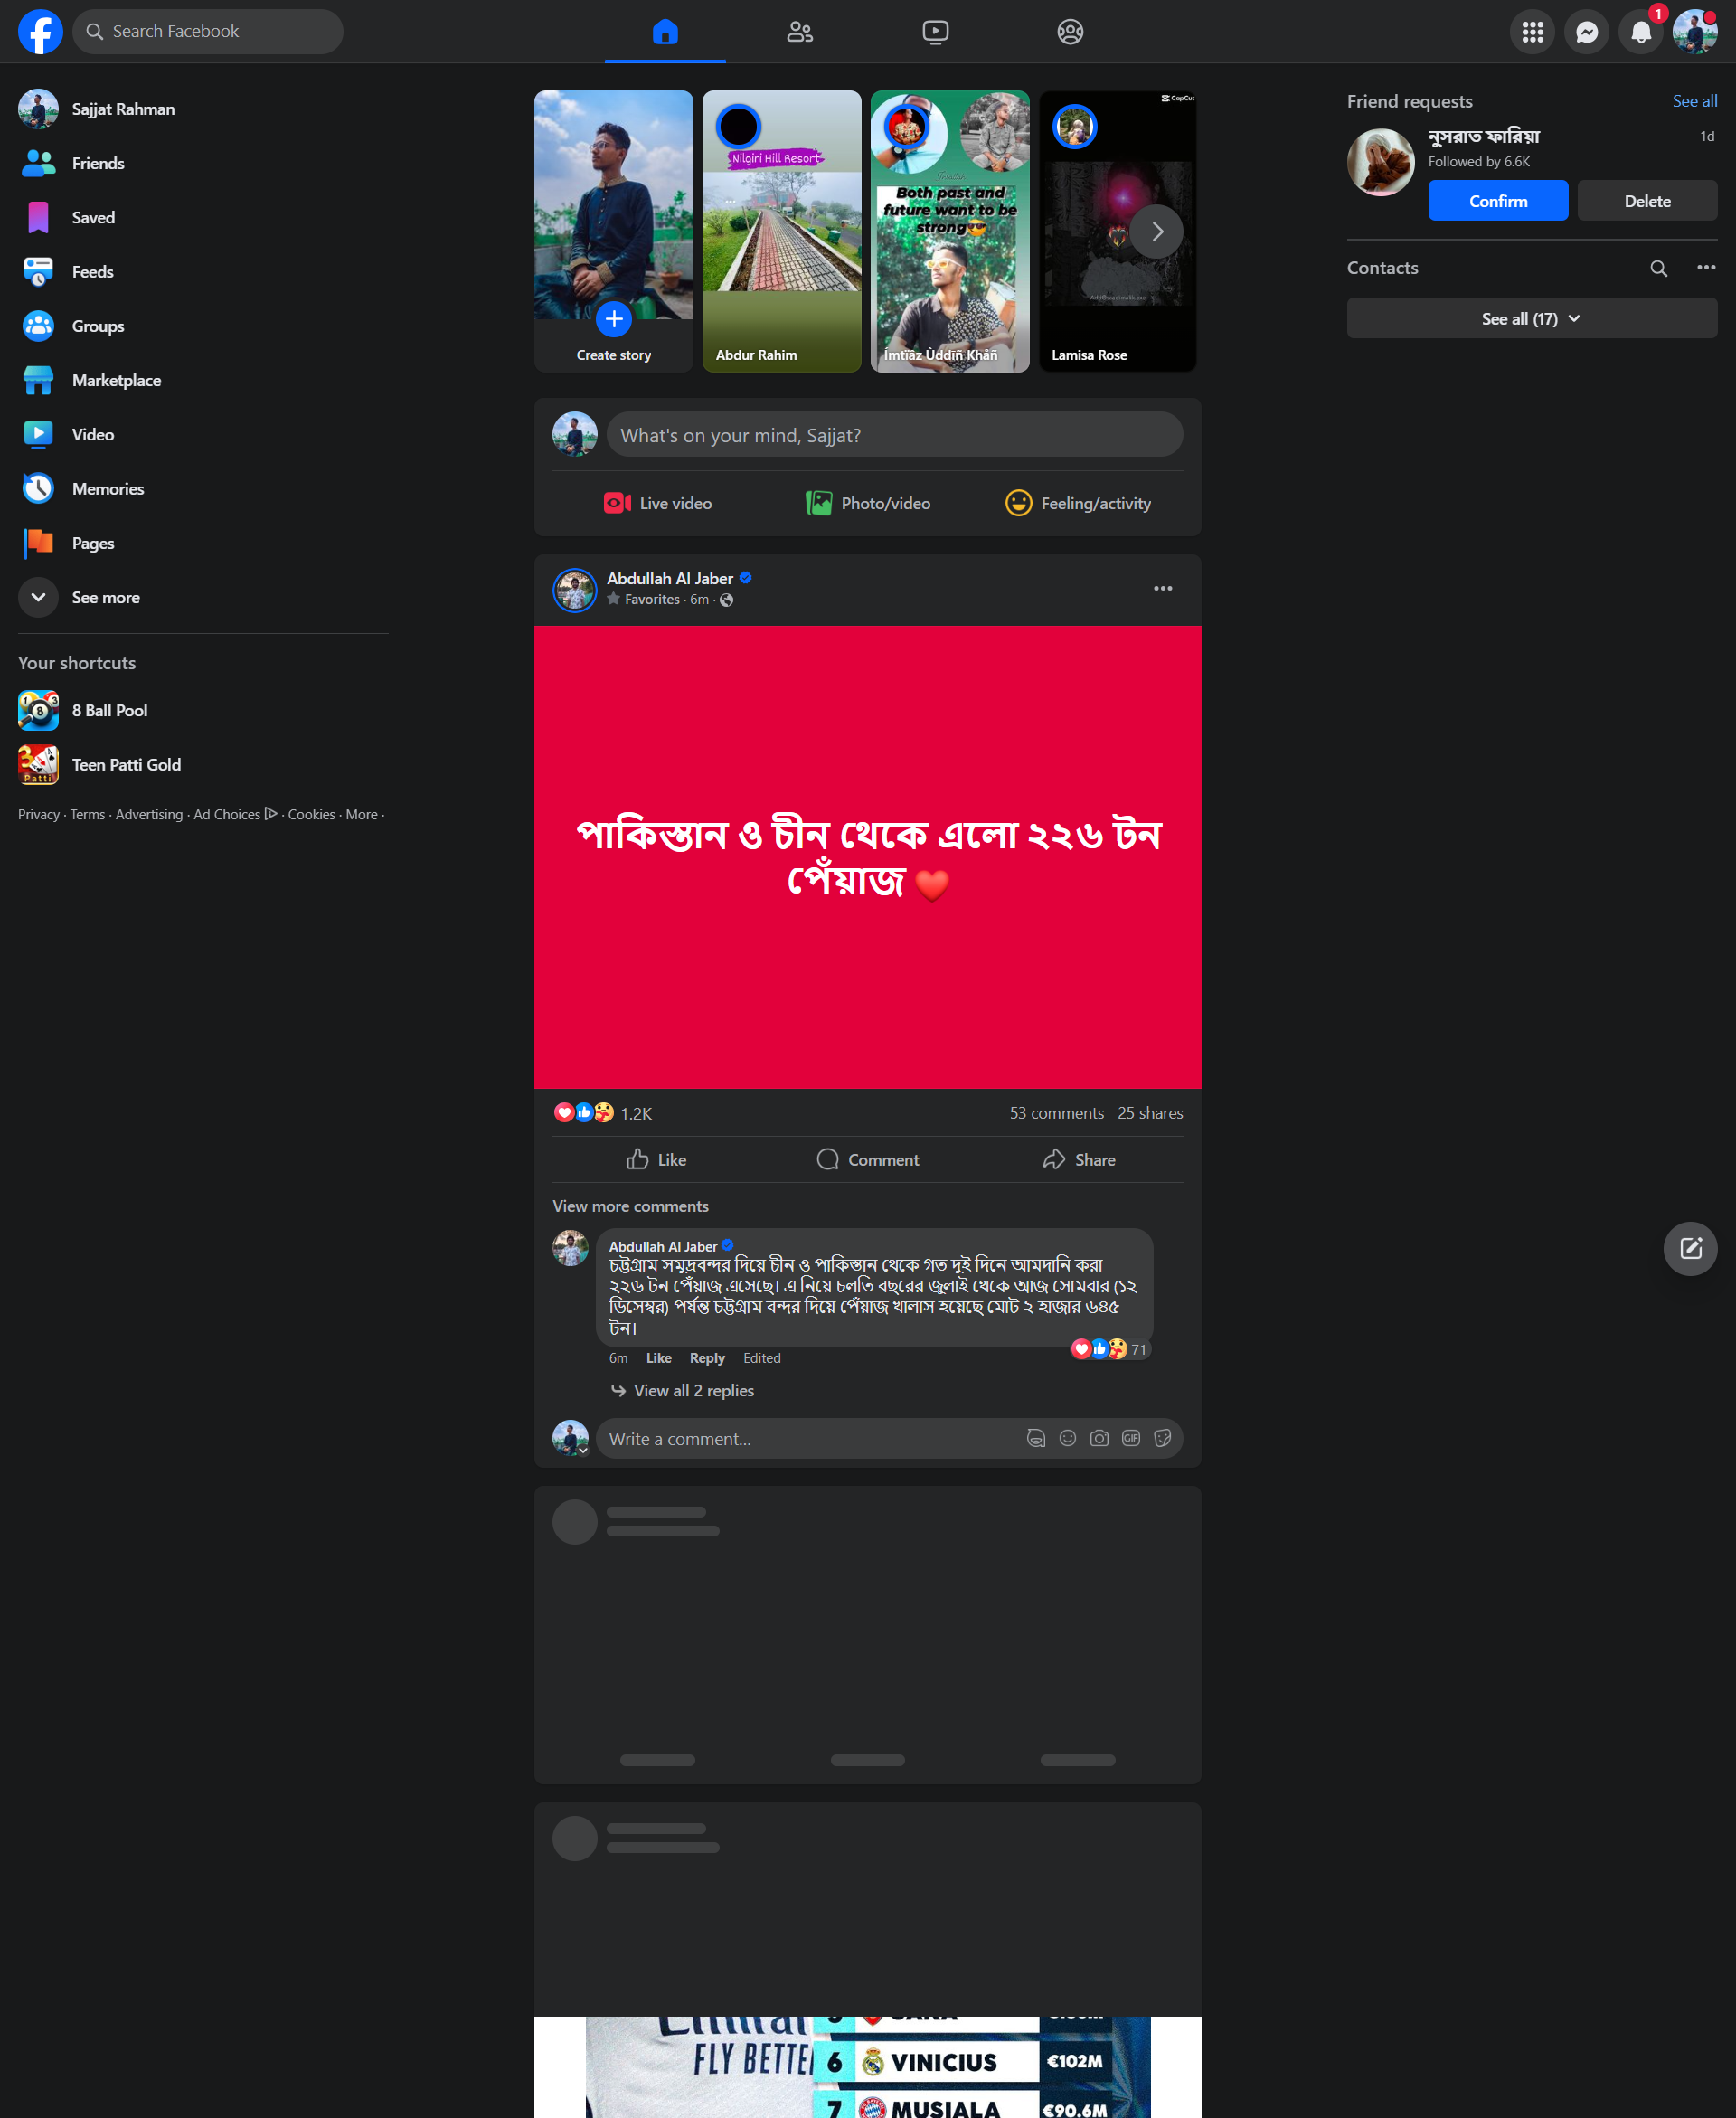 Search Facebook
1
Sajjat Rahman
Friends
Saved
Feeds
Groups
Marketplace
Video
Memories
Pages
See more
Your shortcuts
8 Ball Pool
Teen Patti Gold
Privacy · Terms · Advertising · Ad Choices · Cookies · More ·
Create story
Nilgiri Hill Resort
Abdur Rahim
Both past and
future want to be
strong😎
Ímtïâz Ùddïñ Khâñ
CapCut
Lamisa Rose
What's on your mind, Sajjat?
Live video
Photo/video
Feeling/activity
Abdullah Al Jaber
Favorites · 6m ·
পাকিস্তান ও চীন থেকে এলো ২২৬ টন
পেঁয়াজ ❤️
1.2K
53 comments 25 shares
Like
Comment
Share
View more comments
Abdullah Al Jaber
চট্টগ্রাম সমুদ্রবন্দর দিয়ে চীন ও পাকিস্তান থেকে গত দুই দিনে আমদানি করা
২২৬ টন পেঁয়াজ এসেছে। এ নিয়ে চলতি বছরের জুলাই থেকে আজ সোমবার (১২
ডিসেম্বর) পর্যন্ত চট্টগ্রাম বন্দর দিয়ে পেঁয়াজ খালাস হয়েছে মোট ২ হাজার ৬৪৫
টন।
71
6m Like Reply Edited
View all 2 replies
Write a comment...
GIF
FLY BETTE
6 VINICIUS €102M
7 MUSIALA €90.6M
Friend requests
See all
নুসরাত ফারিয়া
1d
Followed by 6.6K
Confirm
Delete
Contacts
See all (17)